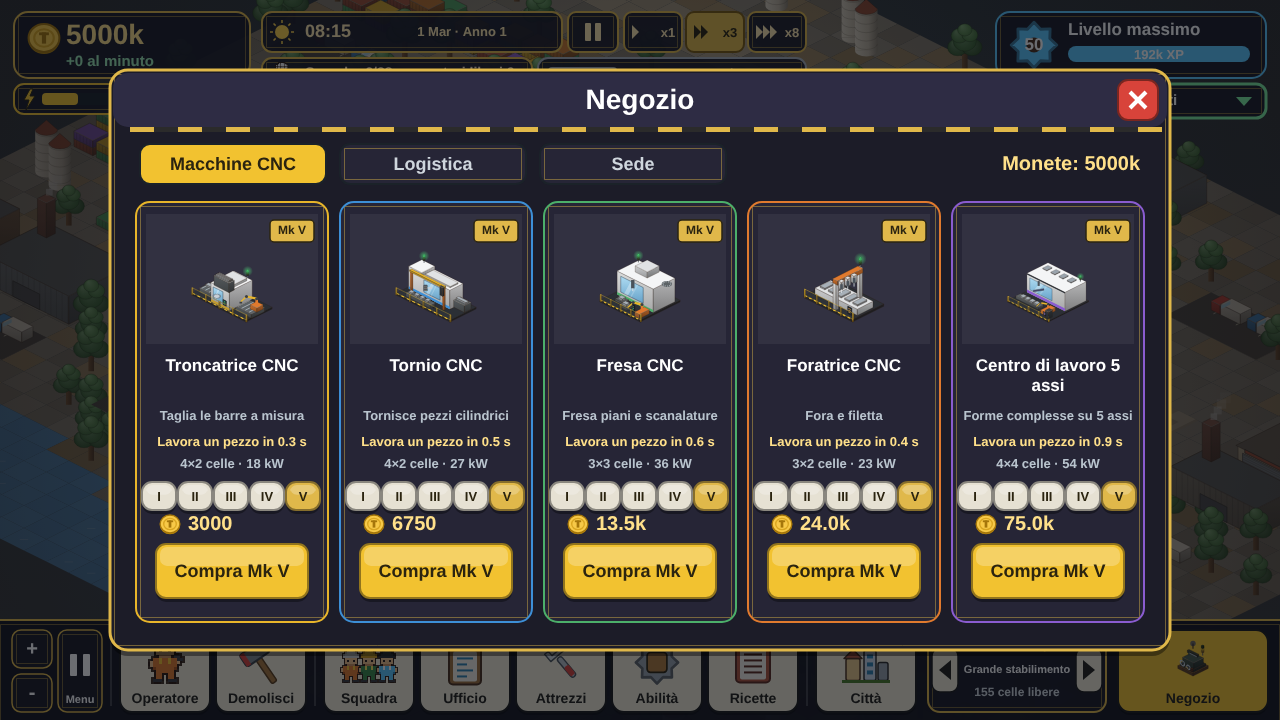 5000k
+0 al minuto
08:15
1 Mar · Anno 1
x1
x3
x8
50
Livello massimo
192k XP
Negozio
Macchine CNC
Logistica
Sede
Monete: 5000k
Mk V
Troncatrice CNC
Taglia le barre a misura
Lavora un pezzo in 0.3 s
4×2 celle · 18 kW
I II III IV V
3000
Compra Mk V
Mk V
Tornio CNC
Tornisce pezzi cilindrici
Lavora un pezzo in 0.5 s
4×2 celle · 27 kW
I II III IV V
6750
Compra Mk V
Mk V
Fresa CNC
Fresa piani e scanalature
Lavora un pezzo in 0.6 s
3×3 celle · 36 kW
I II III IV V
13.5k
Compra Mk V
Mk V
Foratrice CNC
Fora e filetta
Lavora un pezzo in 0.4 s
3×2 celle · 23 kW
I II III IV V
24.0k
Compra Mk V
Mk V
Centro di lavoro 5
assi
Forme complesse su 5 assi
Lavora un pezzo in 0.9 s
4×4 celle · 54 kW
I II III IV V
75.0k
Compra Mk V
+
-
Menu
Operatore
Demolisci
Squadra
Ufficio
Attrezzi
Abilità
Ricette
Città
Grande stabilimento
155 celle libere
Negozio